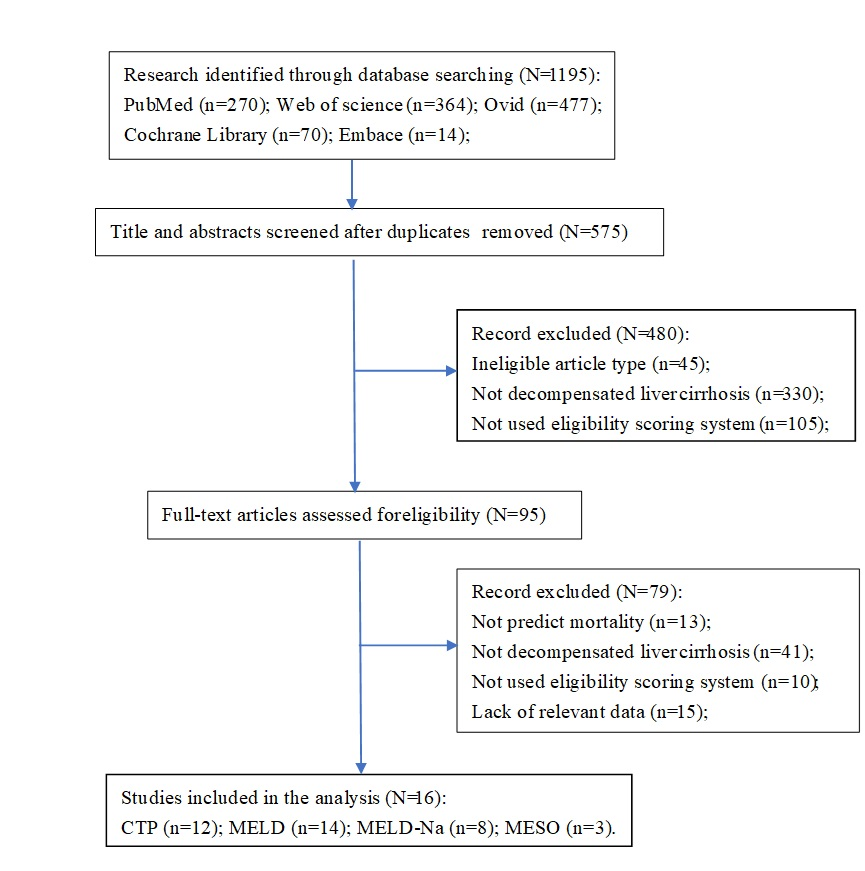 Research identified through database searching (N=1195):
PubMed (n=270); Web of science (n=364); Ovid (n=477);
Cochrane Library (n=70); Embace (n=14);
Title and abstracts screened after duplicates removed (N=575)
Record excluded (N=480):
Ineligible article type (n=45);
Not decompensated livercirrhosis (n=330);
Not used eligibility scoring system (n=105);
Full-text articles assessed foreligibility (N=95)
Record excluded (N=79):
Not predict mortality (n=13);
Not decompensated livercirrhosis (n=41);
Not used eligibility scoring system (n=10);
Lack of relevant data (n=15);
Studies included in the analysis (N=16):
CTP (n=12); MELD (n=14); MELD-Na (n=8); MESO (n=3).